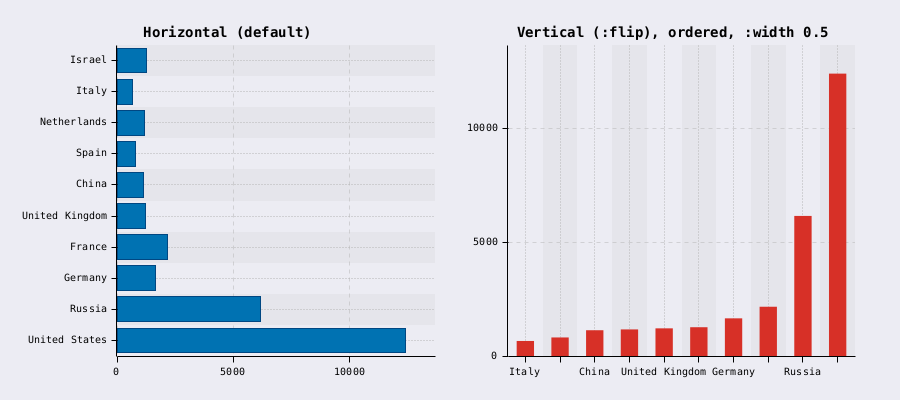 Horizontal (default)
Israel
Italy
Netherlands
Spain
China
United Kingdom
France
Germany
Russia
United States
0 5000 10000
Vertical (:flip), ordered, :width 0.5
10000
5000
0
Italy China United Kingdom Germany Russia